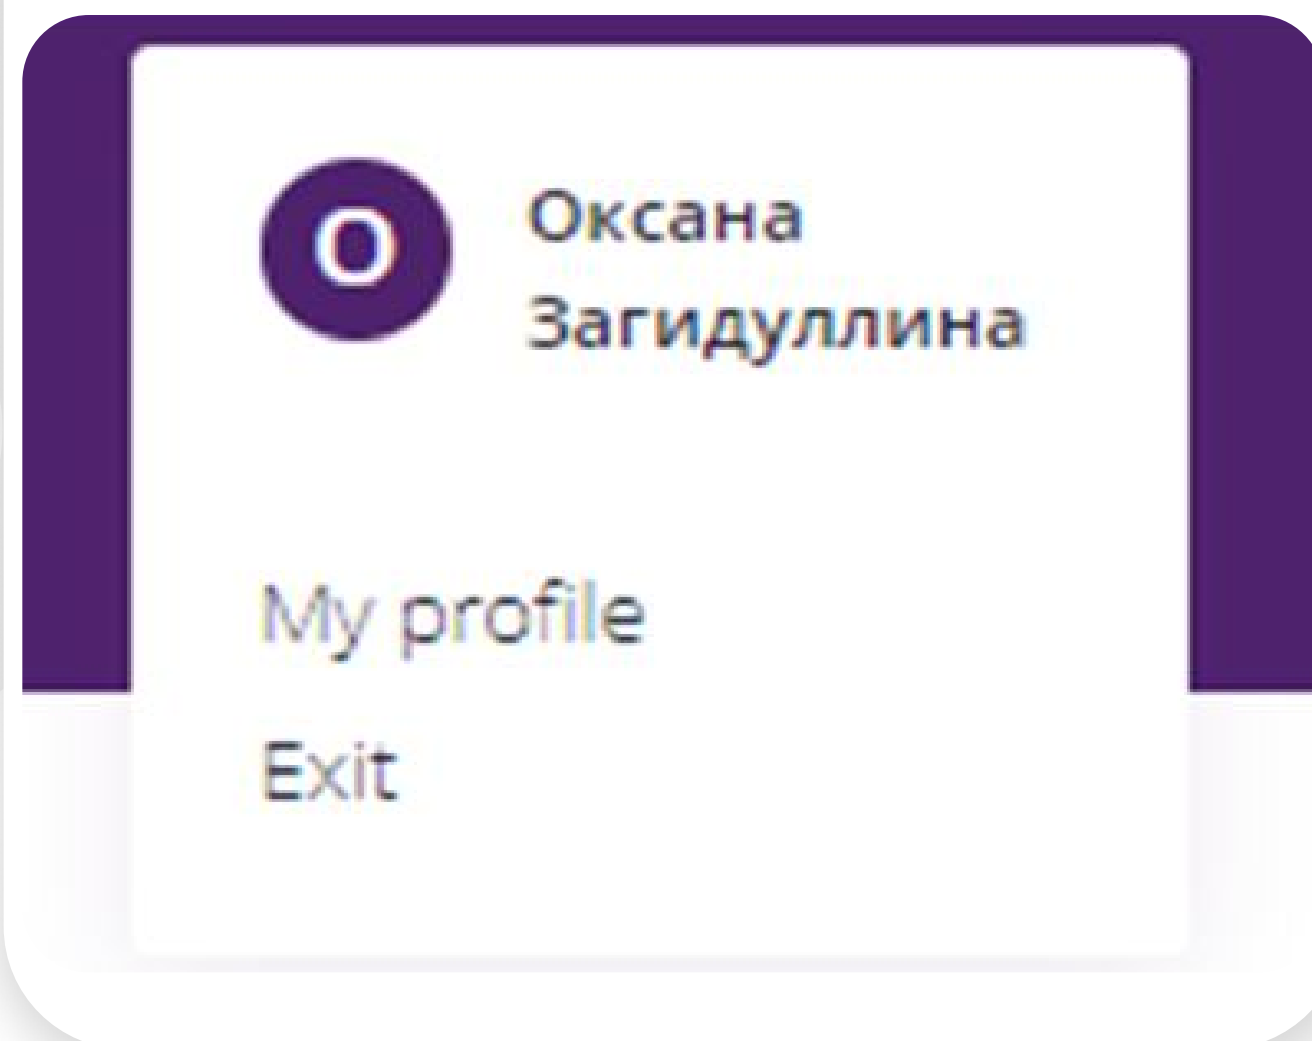 О
Оксана
Загидуллина
My profile
Exit